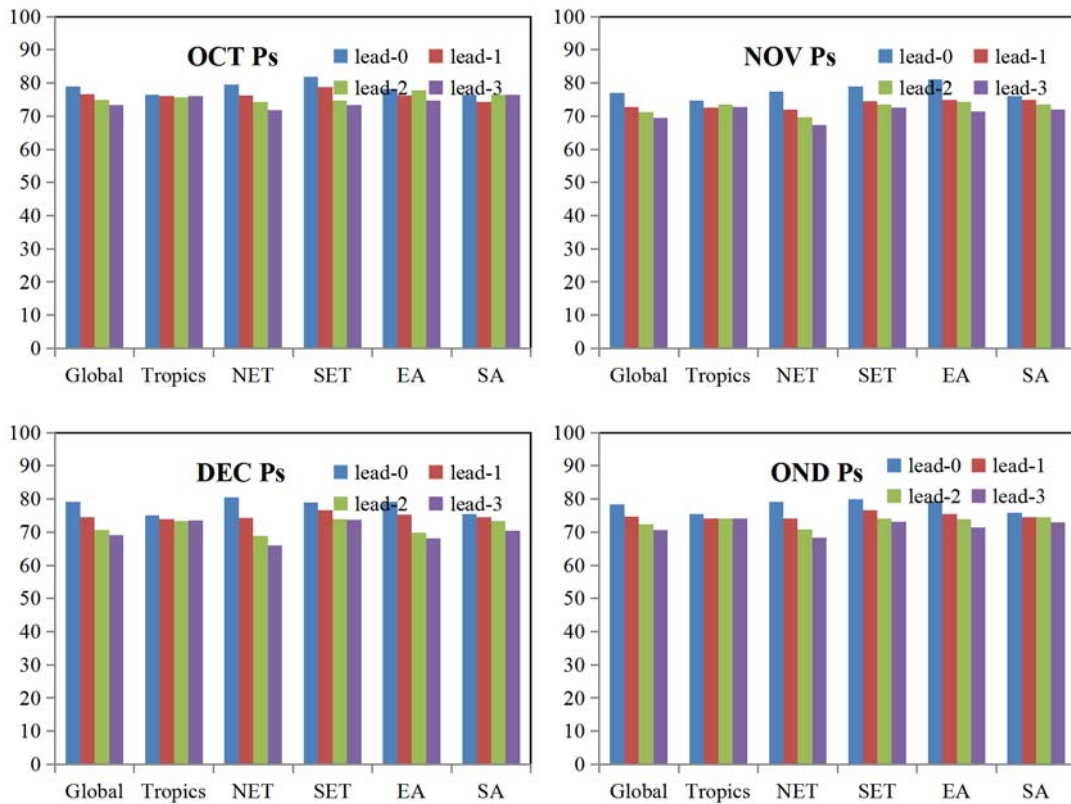 OCT Ps
lead-0 lead-1
lead-2 lead-3
100
90
80
70
60
50
40
30
20
10
0
Global Tropics NET SET EA SA
NOV Ps
lead-0 lead-1
lead-2 lead-3
100
90
80
70
60
50
40
30
20
10
0
Global Tropics NET SET EA SA
DEC Ps
lead-0 lead-1
lead-2 lead-3
100
90
80
70
60
50
40
30
20
10
0
Global Tropics NET SET EA SA
OND Ps
lead-0 lead-1
lead-2 lead-3
100
90
80
70
60
50
40
30
20
10
0
Global Tropics NET SET EA SA